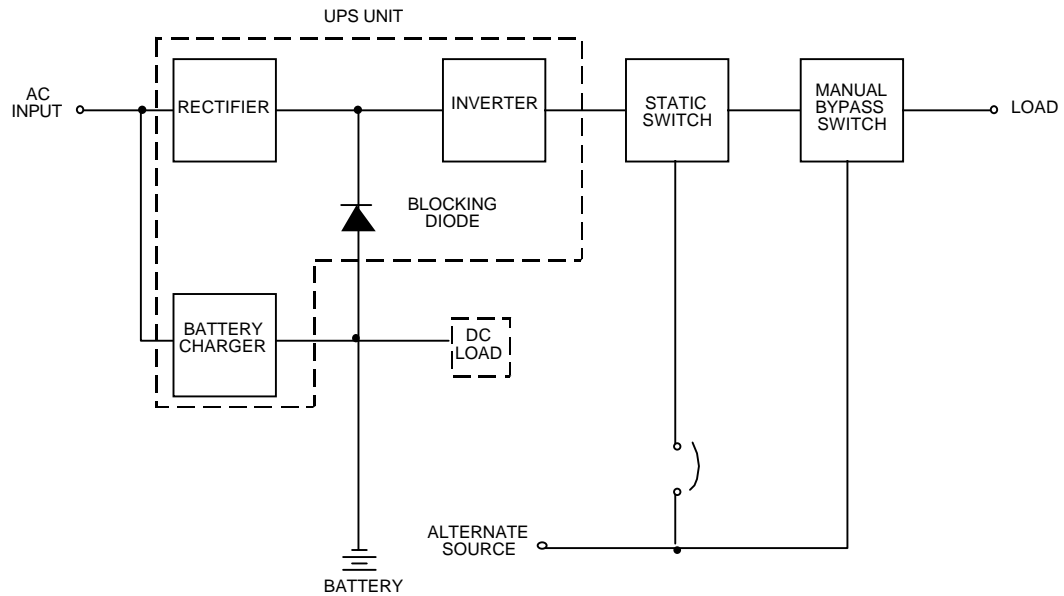 UPS UNIT
AC
INPUT
RECTIFIER
INVERTER
STATIC
SWITCH
MANUAL
BYPASS
SWITCH
LOAD
BLOCKING
DIODE
BATTERY
CHARGER
DC
LOAD
ALTERNATE
SOURCE
BATTERY